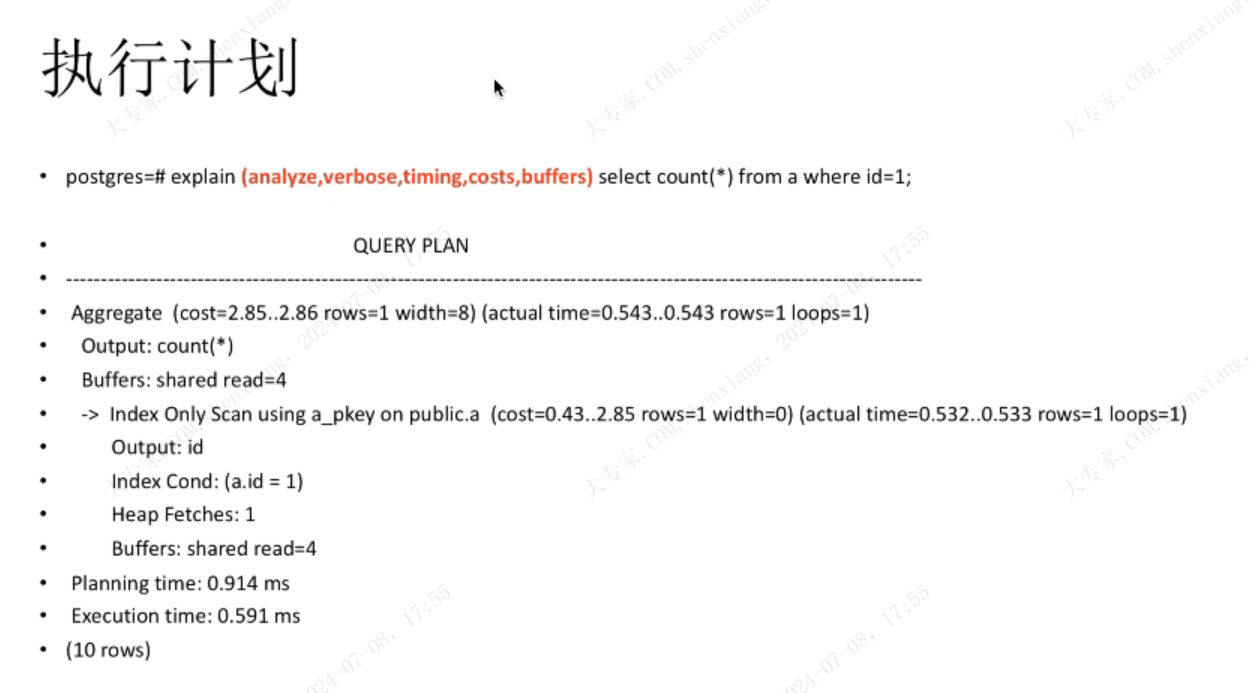 执行计划
• postgres=# explain (analyze,verbose,timing,costs,buffers) select count(*) from a where id=1;
• QUERY PLAN
• ---------------------------------------------------------------------------------------------------------------------------
• Aggregate (cost=2.85..2.86 rows=1 width=8) (actual time=0.543..0.543 rows=1 loops=1)
• Output: count(*)
• Buffers: shared read=4
• -> Index Only Scan using a_pkey on public.a (cost=0.43..2.85 rows=1 width=0) (actual time=0.532..0.533 rows=1 loops=1)
• Output: id
• Index Cond: (a.id = 1)
• Heap Fetches: 1
• Buffers: shared read=4
• Planning time: 0.914 ms
• Execution time: 0.591 ms
• (10 rows)
大专家.COM, shenxiang, 2024-07-08, 17:55